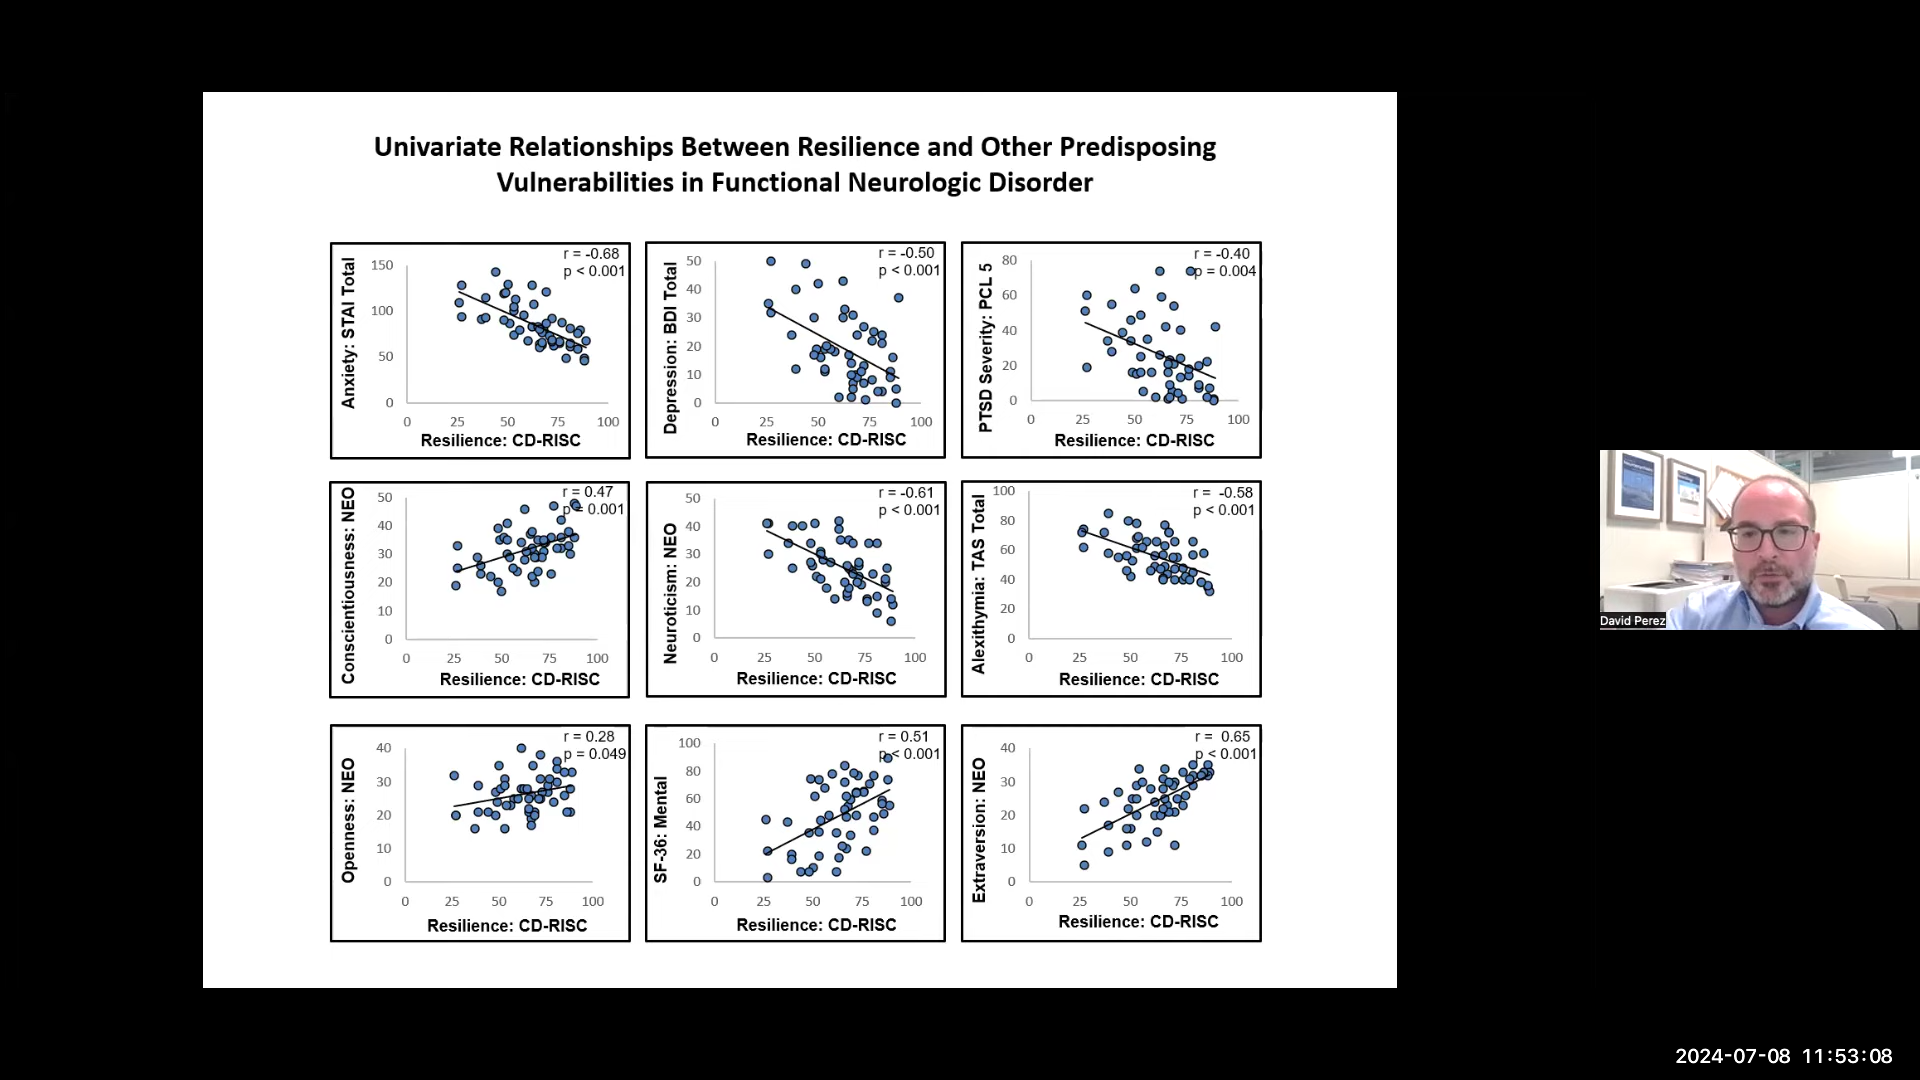 Univariate Relationships Between Resilience and Other Predisposing
Vulnerabilities in Functional Neurologic Disorder
r = -0.68
p < 0.001
Anxiety: STAI Total
150
100
50
0
0 25 50 75 100
Resilience: CD-RISC
r = -0.50
p < 0.001
Depression: BDI Total
50
40
30
20
10
0
0 25 50 75 100
Resilience: CD-RISC
r = -0.40
p = 0.004
PTSD Severity: PCL 5
80
60
40
20
0
0 25 50 75 100
Resilience: CD-RISC
r = 0.47
p = 0.001
Conscientiousness: NEO
50
40
30
20
10
0
0 25 50 75 100
Resilience: CD-RISC
r = -0.61
p < 0.001
Neuroticism: NEO
50
40
30
20
10
0
0 25 50 75 100
Resilience: CD-RISC
r = -0.58
p < 0.001
Alexithymia: TAS Total
100
80
60
40
20
0
0 25 50 75 100
Resilience: CD-RISC
r = 0.28
p = 0.049
Openness: NEO
40
30
20
10
0
0 25 50 75 100
Resilience: CD-RISC
r = 0.51
p < 0.001
SF-36: Mental
100
80
60
40
20
0
0 25 50 75 100
Resilience: CD-RISC
r = 0.65
p < 0.001
Extraversion: NEO
40
30
20
10
0
0 25 50 75 100
Resilience: CD-RISC
David Perez
2024-07-08 11:53:08